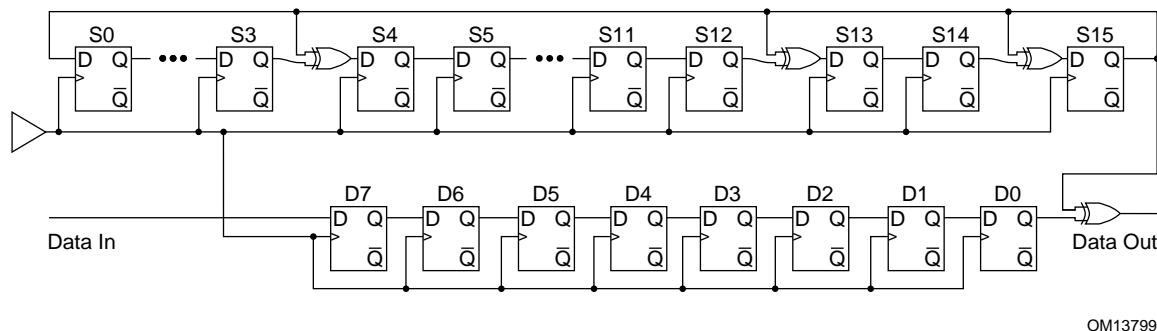 S0 S3 S4 S5 S11 S12 S13 S14 S15
D Q ••• D Q D Q D Q ••• D Q D Q D Q D Q D Q
Q̅ Q̅ Q̅ Q̅ Q̅ Q̅ Q̅ Q̅ Q̅
D7 D6 D5 D4 D3 D2 D1 D0
D Q D Q D Q D Q D Q D Q D Q D Q
Data In Q̅ Q̅ Q̅ Q̅ Q̅ Q̅ Q̅ Q̅ Data Out
OM13799